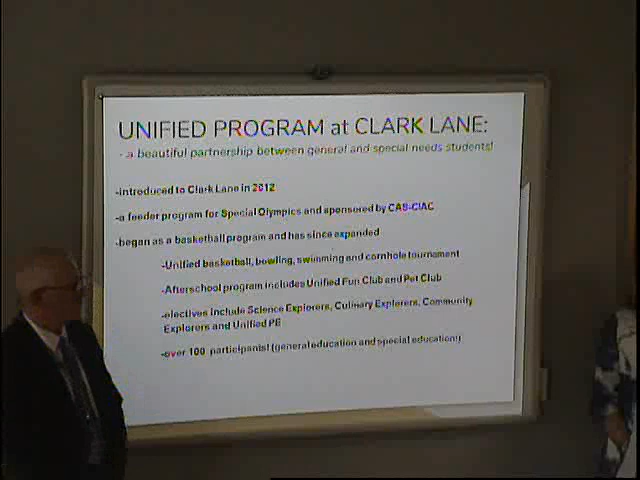 UNIFIED PROGRAM at CLARK LANE:
- a beautiful partnership between general and special needs students!
-introduced to Clark Lane in 2012
-a feeder program for Special Olympics and sponsored by CAS-CIAC
-began as a basketball program and has since expanded
-Unified basketball, bowling, swimming and cornhole tournament
-Afterschool program includes Unified Fun Club and Pet Club
-electives include Science Explorers, Culinary Explorers, Community
Explorers and Unified PE
-over 100 participants! (general education and special education)